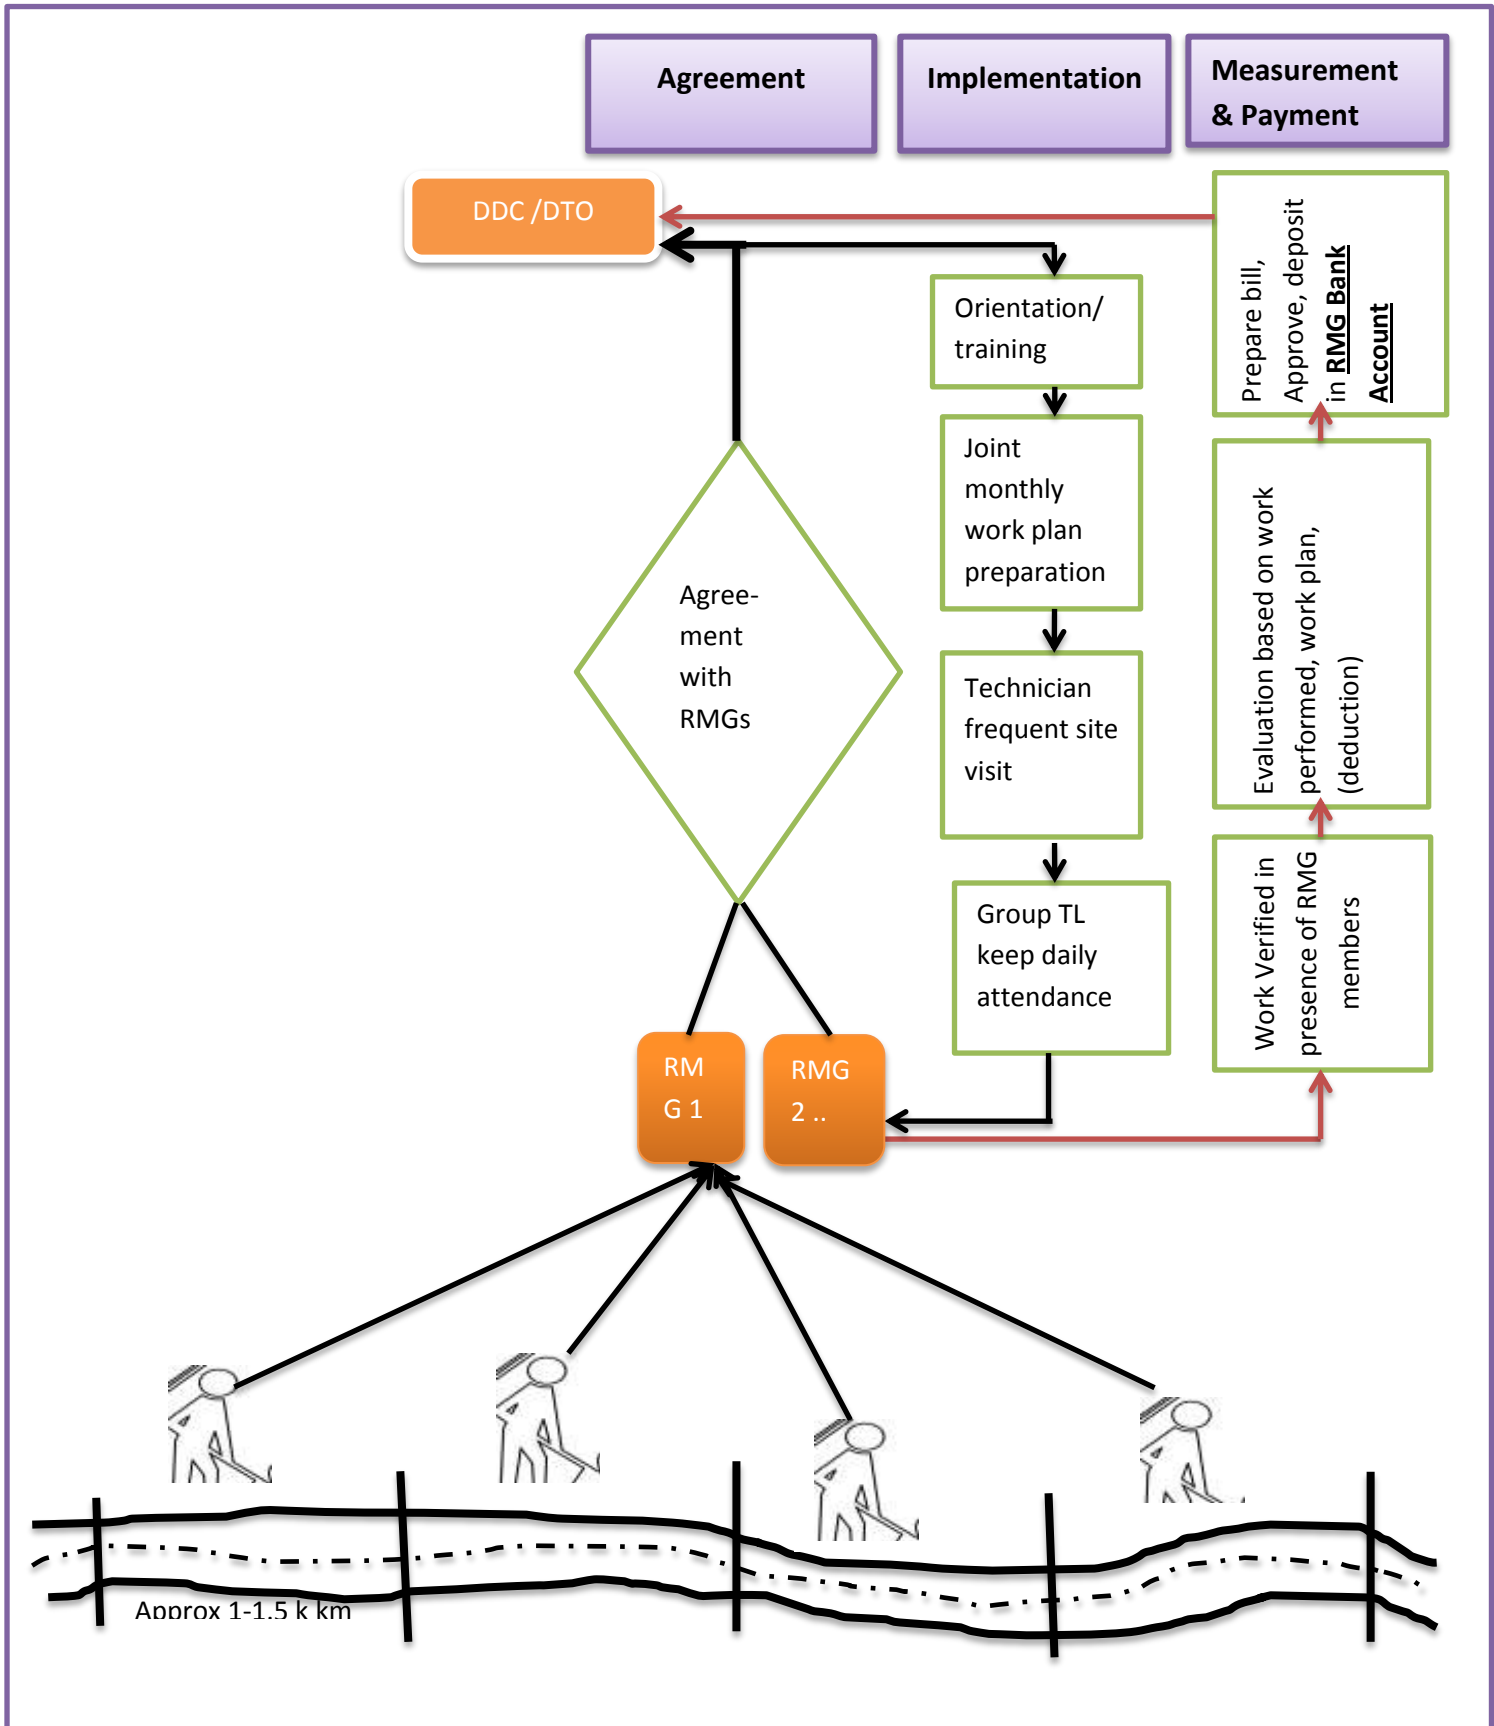 Agreement
Implementation
Measurement
& Payment
DDC /DTO
Orientation/
training
Joint
monthly
work plan
preparation
Technician
frequent site
visit
Group TL
keep daily
attendance
Prepare bill,
Approve, deposit
in RMG Bank
Account
Evaluation based on work
performed, work plan,
(deduction)
Work Verified in
presence of RMG
members
Agree-
ment
with
RMGs
RM
G 1
RMG
2 ..
Approx 1-1.5 k km